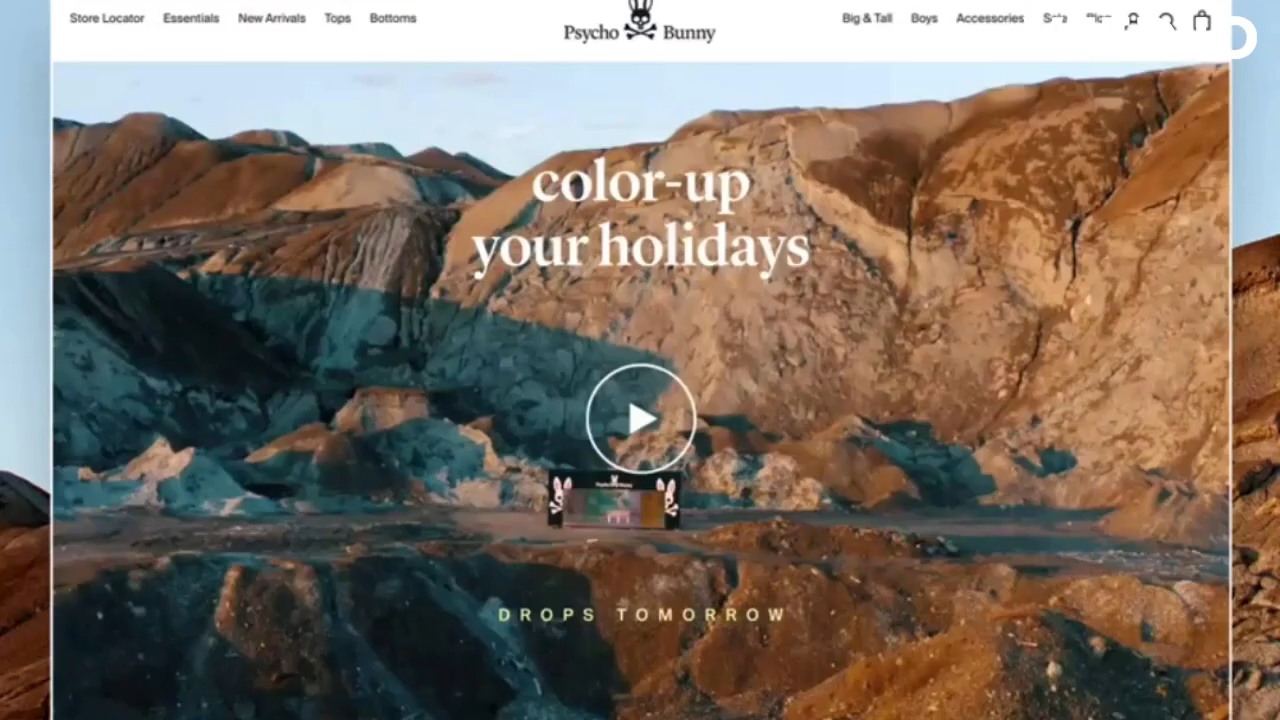 Store Locator Essentials New Arrivals Tops Bottoms Psycho Bunny Big & Tall Boys Accessories
color-up
your holidays
DROPS TOMORROW